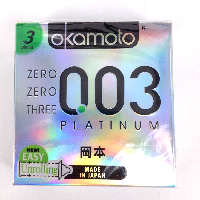 3
okamoto
ZERO
ZERO
THREE
0.03
PLATINUM
岡本
NEW
EASY
Unrolling
MADE
IN JAPAN